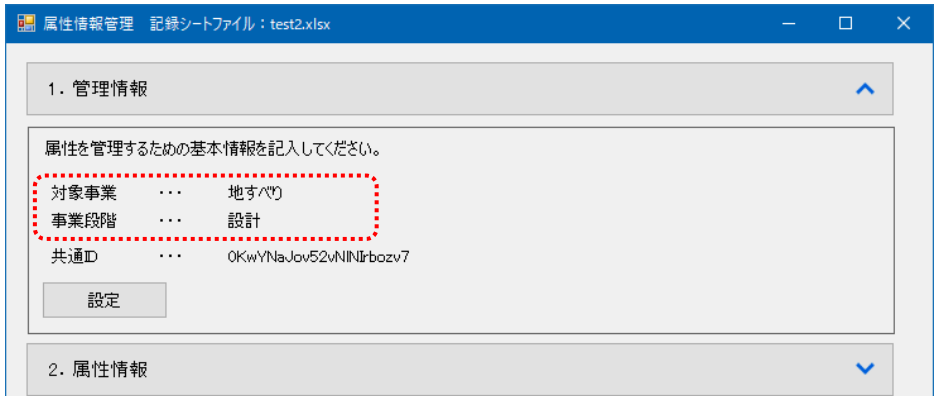 属性情報管理　記録シートファイル：test2.xlsx
1. 管理情報
属性を管理するための基本情報を記入してください。
対象事業 ・・・ 地すべり
事業段階 ・・・ 設計
共通ID ・・・ 0KwYNaJov52vNlNIrbozv7
設定
2. 属性情報